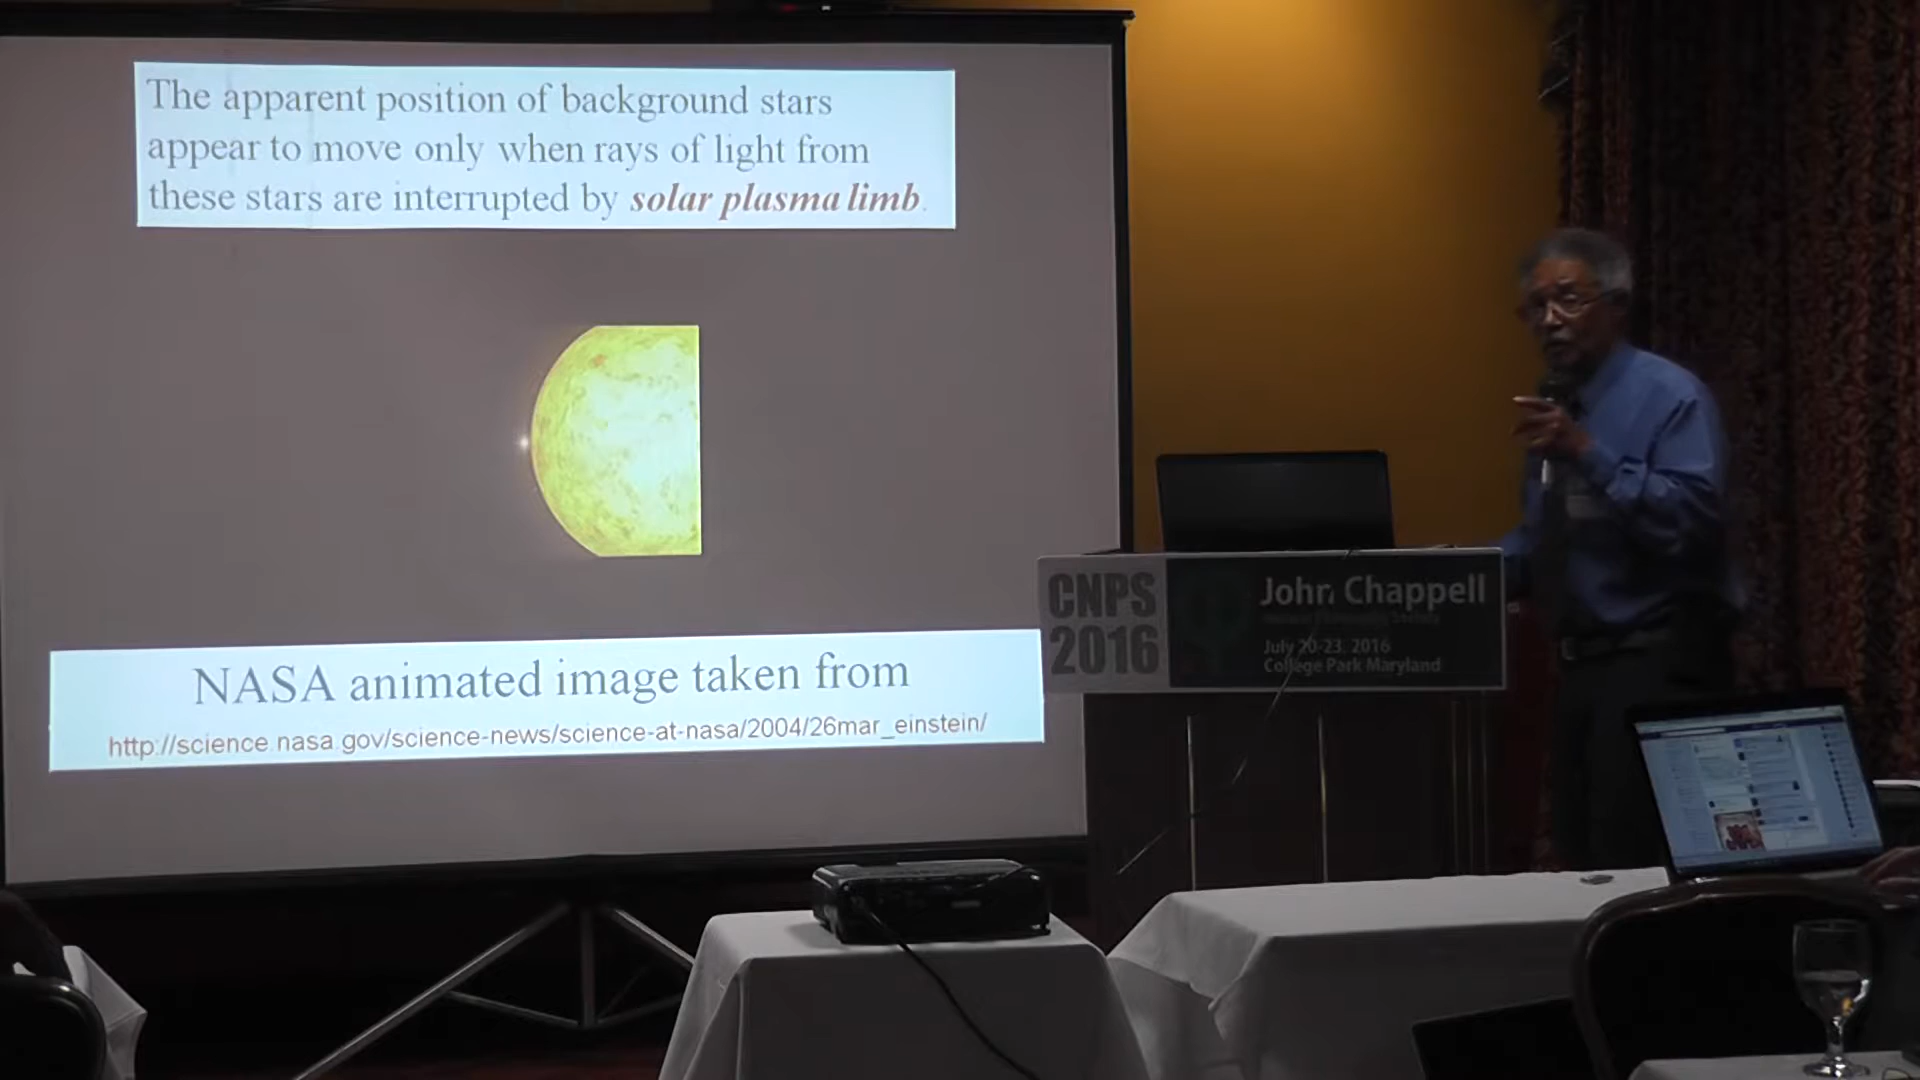 The apparent position of background stars
appear to move only when rays of light from
these stars are interrupted by solar plasma limb.
NASA animated image taken from
http://science.nasa.gov/science-news/science-at-nasa/2004/26mar_einstein/
CNPS
2016
John Chappell
July 20-23, 2016
College Park Maryland